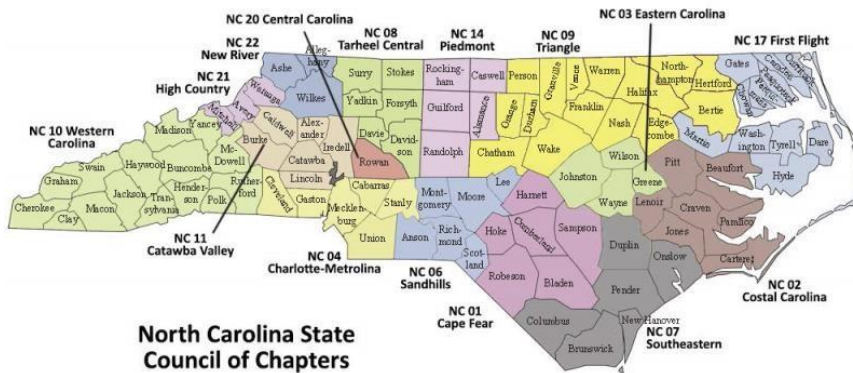 NC 20 Central Carolina
NC 08
Tarheel Central
NC 14
Piedmont
NC 09
Triangle
NC 03 Eastern Carolina
NC 17 First Flight
NC 22
New River
NC 21
High Country
NC 10 Western
Carolina
NC 11
Catawba Valley
NC 04
Charlotte-Metrolina
NC 06
Sandhills
NC 01
Cape Fear
NC 07
Southeastern
NC 02
Costal Carolina
North Carolina State
Council of Chapters
Ashe
Alleg-
hany
Surry
Stokes
Rocking-
ham
Caswell
Person
Granville
Vance
Warren
North-
hampton
Hertford
Gates
Camden
Wilkes
Yadkin
Forsyth
Guilford
Alamance
Orange
Durham
Franklin
Halifax
Bertie
Watauga
Avery
Mitchell
Caldwell
Alex-
ander
Iredell
Davie
David-
son
Randolph
Chatham
Wake
Nash
Edge-
combe
Martin
Wash-
ington
Tyrell
Dare
Hyde
Madison
Yancey
Mc-
Dowell
Burke
Catawba
Lincoln
Rowan
Cabarras
Stanly
Mont-
gomery
Moore
Lee
Harnett
Johnston
Wilson
Greene
Wayne
Pitt
Beaufort
Lenoir
Craven
Pamlico
Jones
Carteret
Swain
Haywood
Buncombe
Graham
Cherokee
Clay
Macon
Jackson
Tran-
sylvania
Hender-
son
Polk
Ruther-
ford
Cleveland
Gaston
Meclen-
burg
Union
Anson
Rich-
mond
Scot-
land
Hoke
Cumberland
Sampson
Robeson
Bladen
Duplin
Onslow
Pender
Columbus
Brunswick
New Hanover